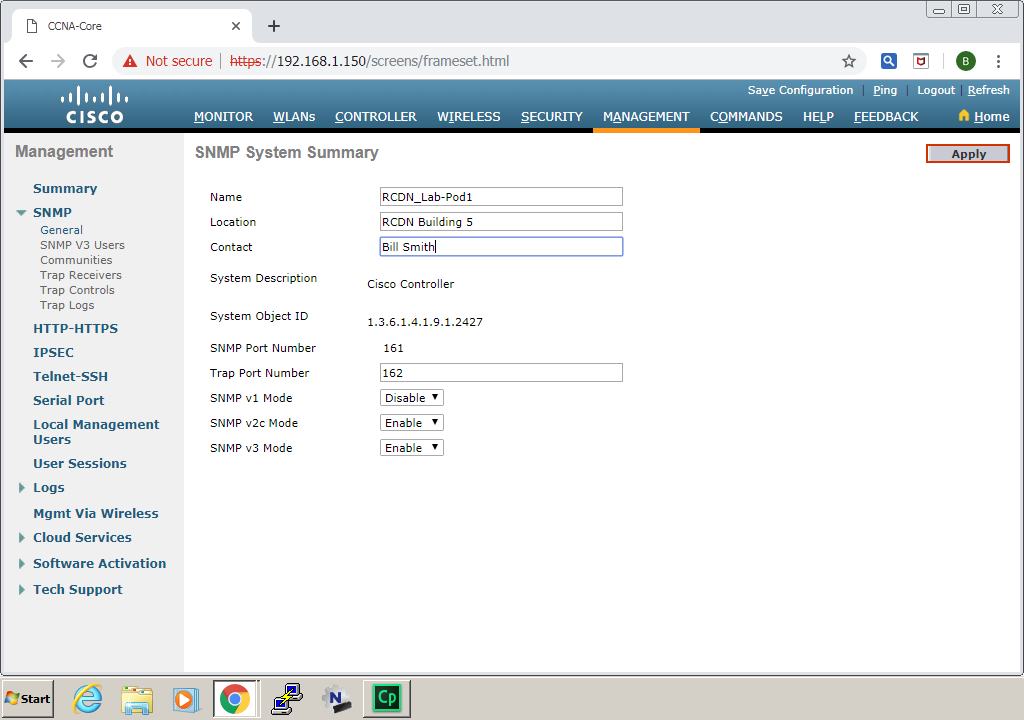 CCNA-Core
Not secure | https://192.168.1.150/screens/frameset.html
B
Save Configuration | Ping | Logout | Refresh
CISCO
MONITOR WLANs CONTROLLER WIRELESS SECURITY MANAGEMENT COMMANDS HELP FEEDBACK Home
Management
Summary
SNMP
General
SNMP V3 Users
Communities
Trap Receivers
Trap Controls
Trap Logs
HTTP-HTTPS
IPSEC
Telnet-SSH
Serial Port
Local Management
Users
User Sessions
Logs
Mgmt Via Wireless
Cloud Services
Software Activation
Tech Support
SNMP System Summary
Apply
Name RCDN_Lab-Pod1
Location RCDN Building 5
Contact Bill Smith
System Description Cisco Controller
System Object ID 1.3.6.1.4.1.9.1.2427
SNMP Port Number 161
Trap Port Number 162
SNMP v1 Mode Disable
SNMP v2c Mode Enable
SNMP v3 Mode Enable
Start
N
Cp